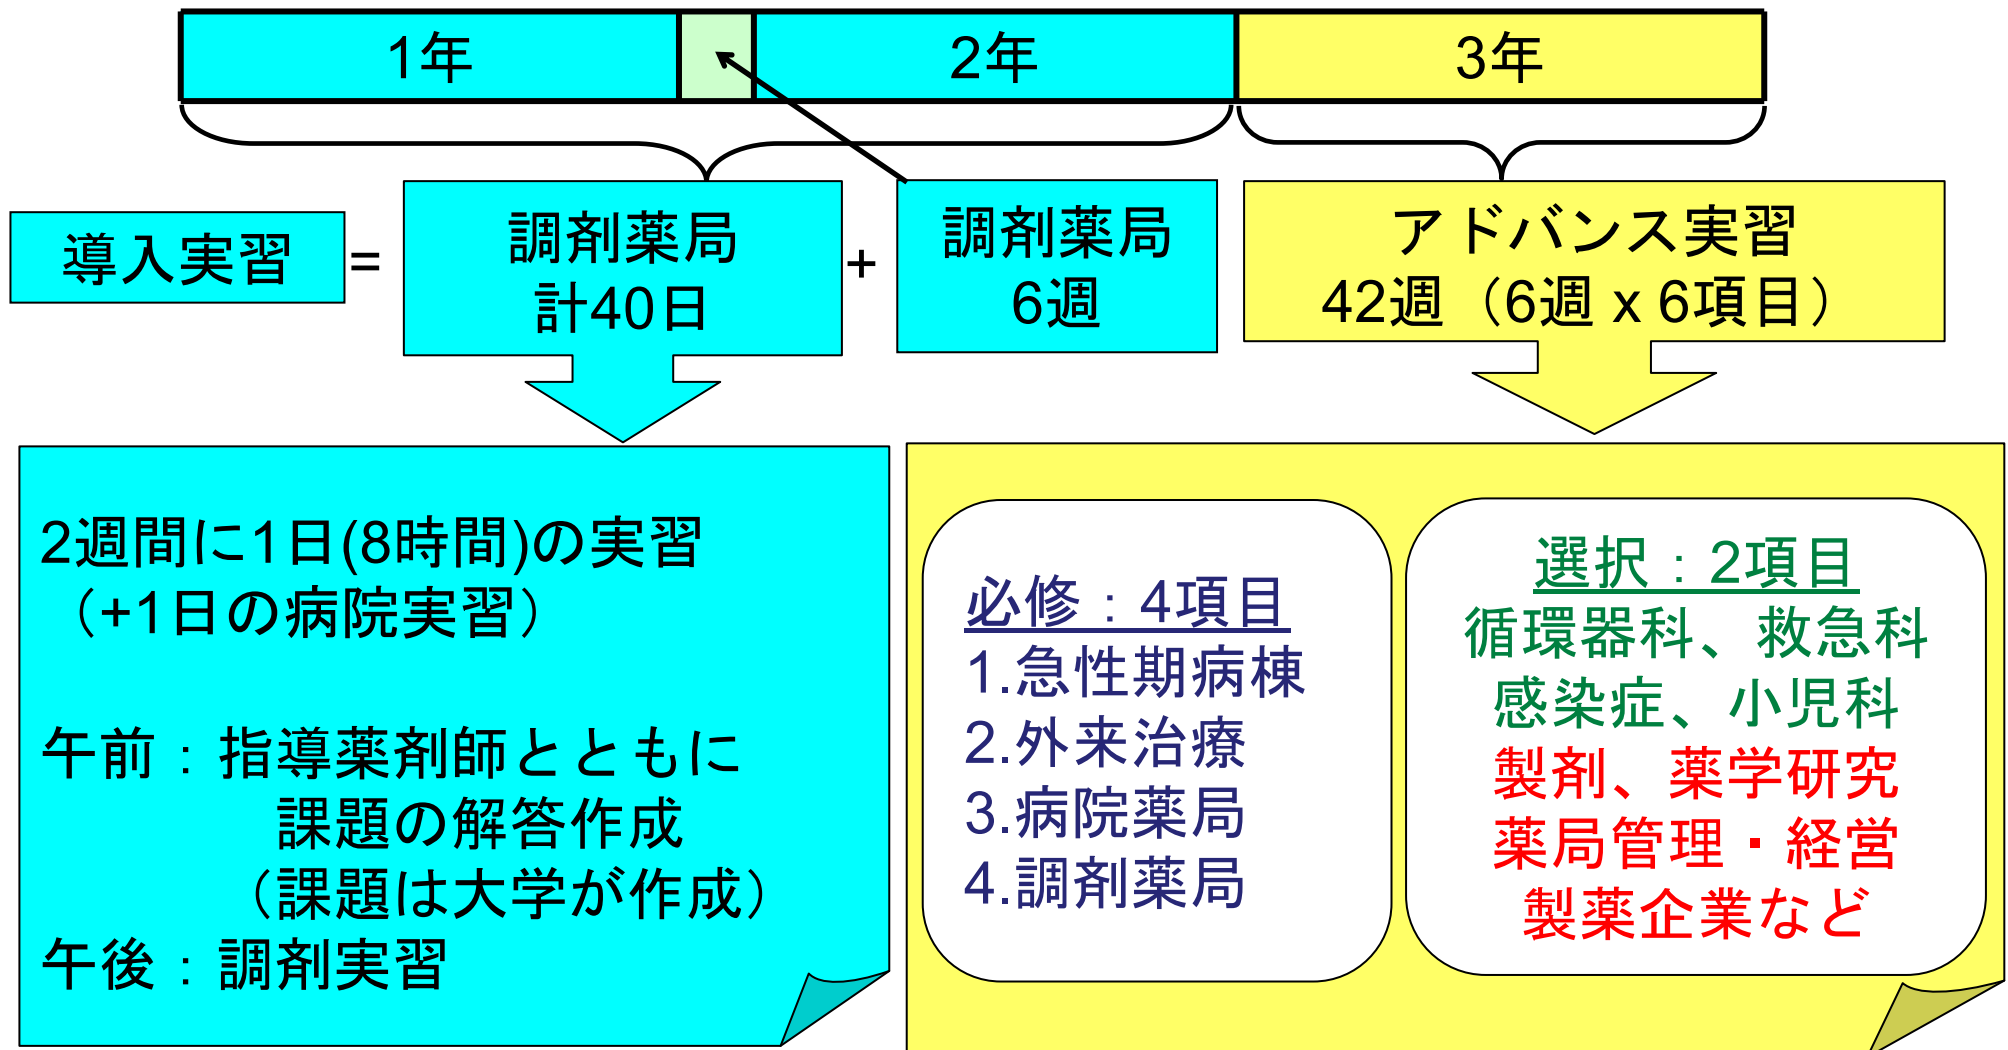 1年
2年
3年
導入実習
=
調剤薬局
計40日
+
調剤薬局
6週
アドバンス実習
42週（6週 x 6項目）
2週間に1日(8時間)の実習
（+1日の病院実習）
午前：指導薬剤師とともに
課題の解答作成
（課題は大学が作成）
午後：調剤実習
必修：4項目
1.急性期病棟
2.外来治療
3.病院薬局
4.調剤薬局
選択：2項目
循環器科、救急科
感染症、小児科
製剤、薬学研究
薬局管理・経営
製薬企業など